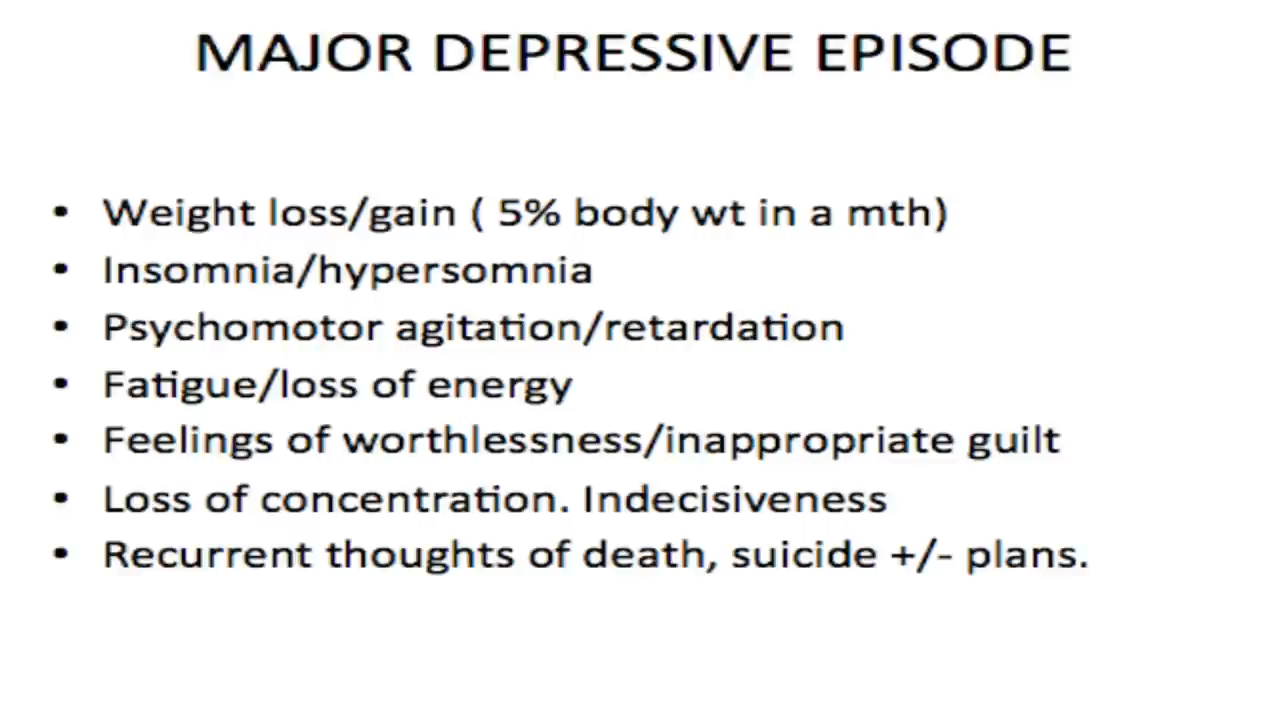 MAJOR DEPRESSIVE EPISODE
• Weight loss/gain ( 5% body wt in a mth)
• Insomnia/hypersomnia
• Psychomotor agitation/retardation
• Fatigue/loss of energy
• Feelings of worthlessness/inappropriate guilt
• Loss of concentration. Indecisiveness
• Recurrent thoughts of death, suicide +/- plans.